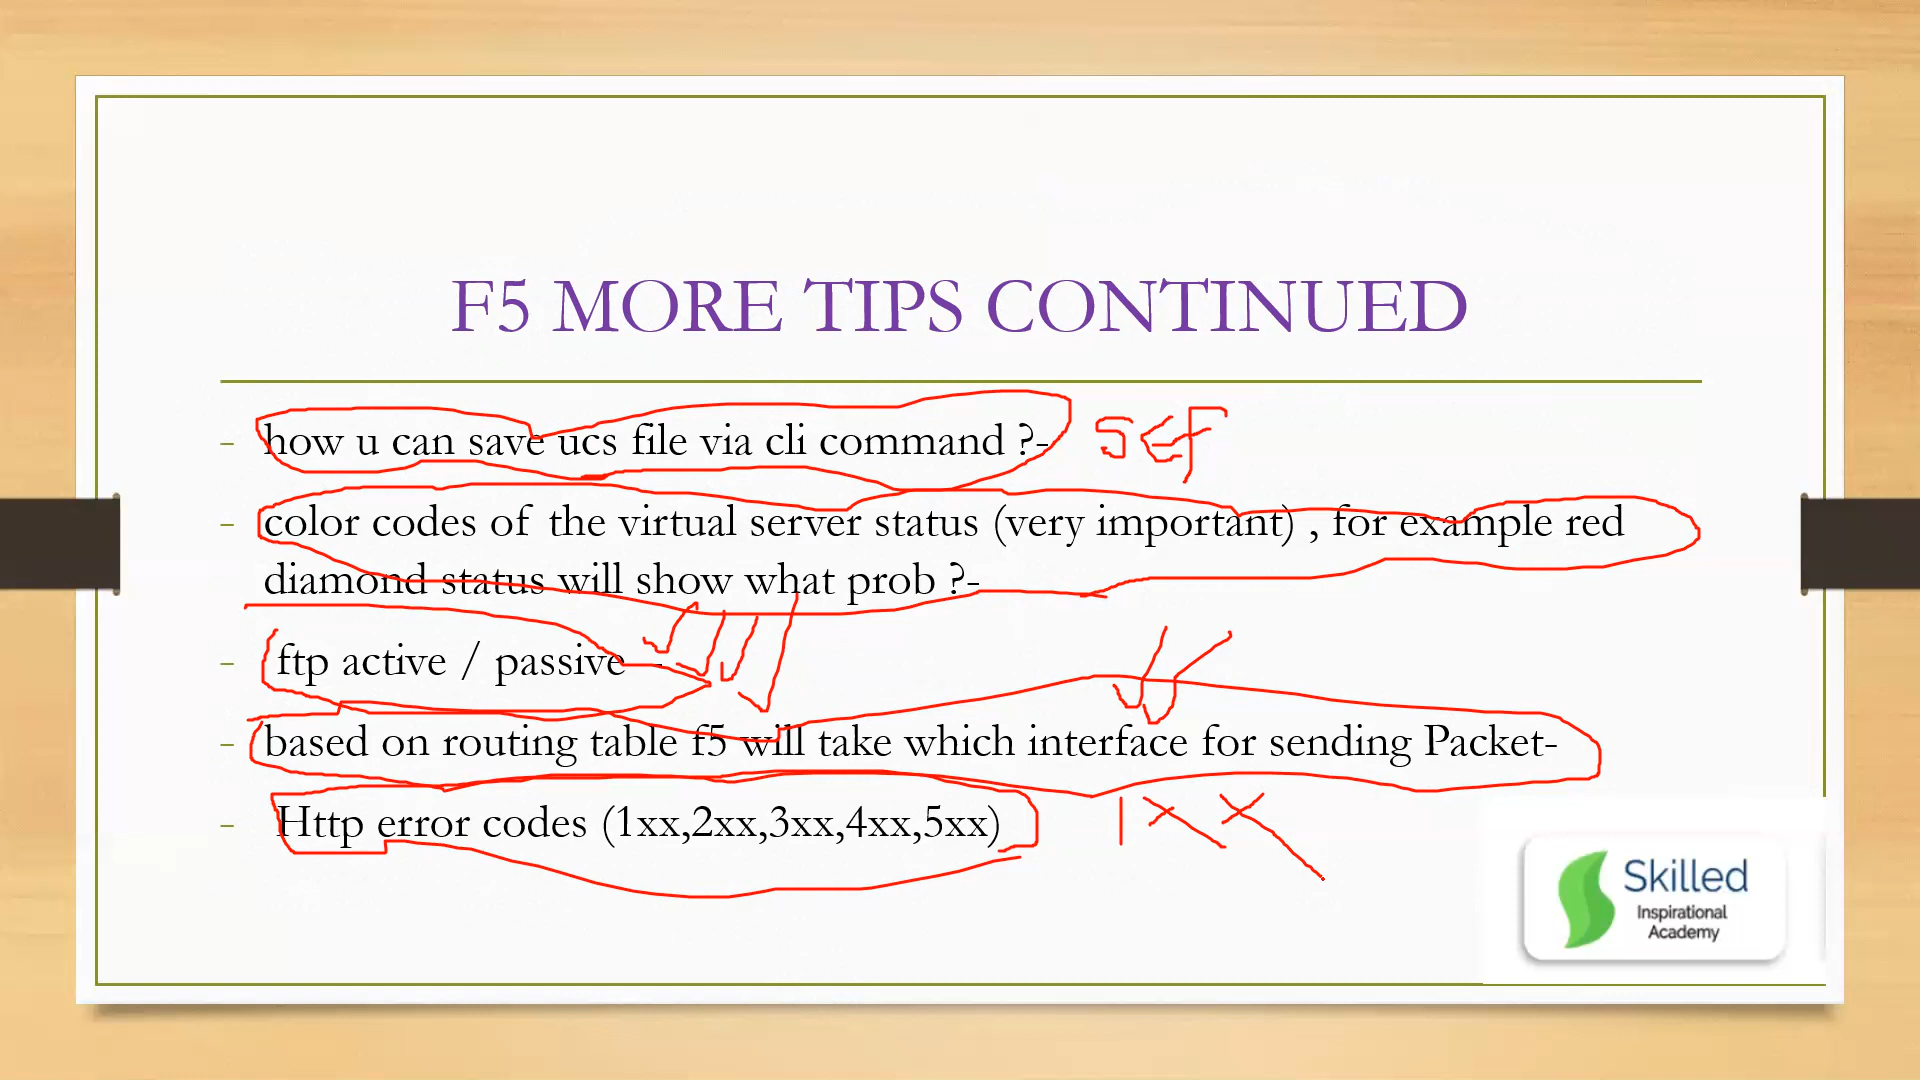 F5 MORE TIPS CONTINUED
- how u can save ucs file via cli command ?-
- color codes of the virtual server status (very important) , for example red
diamond status will show what prob ?-
- ftp active / passive -
- based on routing table f5 will take which interface for sending Packet-
- Http error codes (1xx,2xx,3xx,4xx,5xx)
1xx
Skilled
Inspirational
Academy